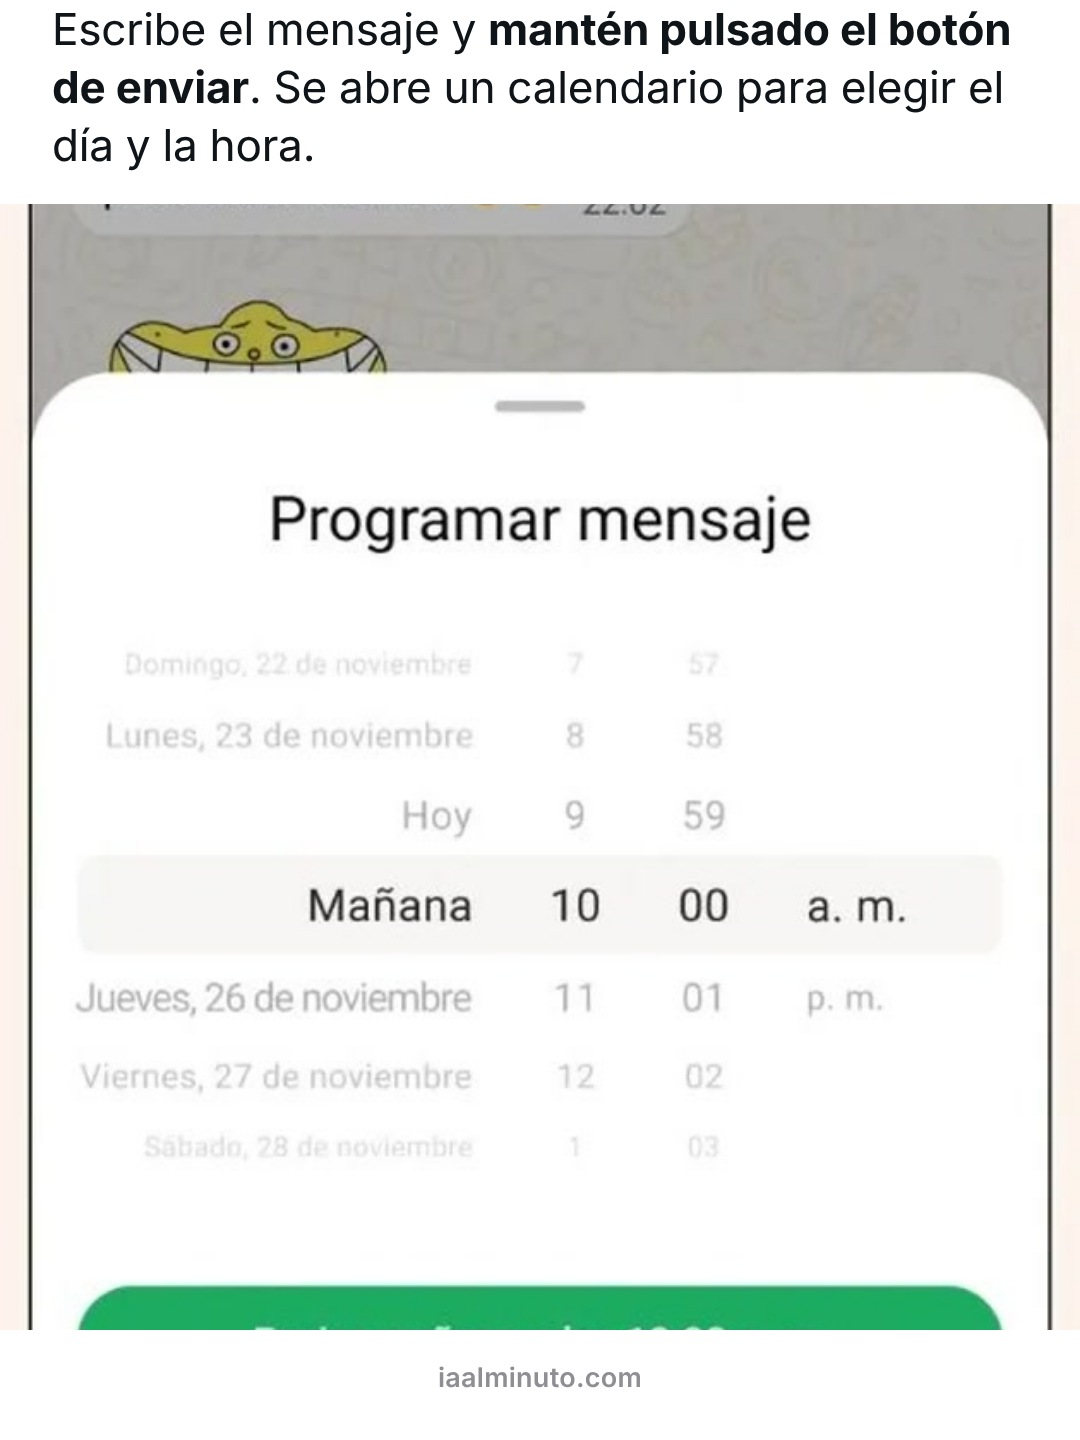 Escribe el mensaje y mantén pulsado el botón
de enviar. Se abre un calendario para elegir el
día y la hora.
22:02
Programar mensaje
Domingo, 22 de noviembre 7 57
Lunes, 23 de noviembre 8 58
Hoy 9 59
Mañana 10 00 a. m.
Jueves, 26 de noviembre 11 01 p. m.
Viernes, 27 de noviembre 12 02
Sábado, 28 de noviembre 1 03
iaalminuto.com